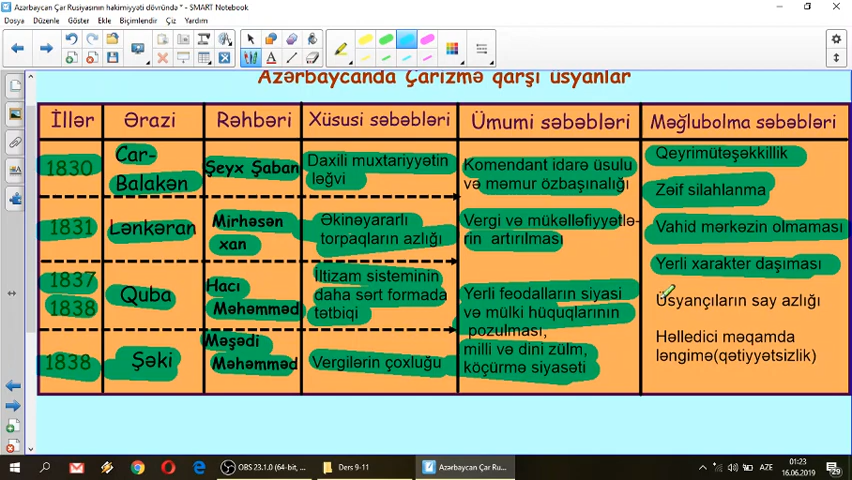 Azərbaycan Çar Rusiyasının hakimiyyəti dövründə * - SMART Notebook
Dosya Düzenle Göster Ekle Biçimlendir Çiz Yardım
Azərbaycanda Çarizmə qarşı üsyanlar
İllər Ərazi Rəhbəri Xüsusi səbəbləri Ümumi səbəbləri Məğlubolma səbəbləri
1830
Car-
Balakən
Şeyx Şaban
Daxili muxtariyyətin
ləğvi
1831
Lənkəran
Mirhəsən
xan
Əkinəyararlı
torpaqların azlığı
1837
1838
Quba
Hacı
Məhəmməd
İltizam sisteminin
daha sərt formada
tətbiqi
1838
Şəki
Məşədi
Məhəmməd
Vergilərin çoxluğu
Komendant idarə üsulu
və məmur özbaşınalığı
Vergi və mükəlləfiyyətlə-
rin artırılması
Yerli feodalların siyasi
və mülki hüquqlarının
pozulması,
milli və dini zülm,
köçürmə siyasəti
Qeyrimütəşəkkillik
Zəif silahlanma
Vahid mərkəzin olmaması
Yerli xarakter daşıması
Üsyançıların say azlığı
Həlledici məqamda
ləngimə(qətiyyətsizlik)
OBS 23.1.0 (64-bit, ...
Ders 9-11
Azərbaycan Çar Rus...
AZE
01:23
16.06.2019
29